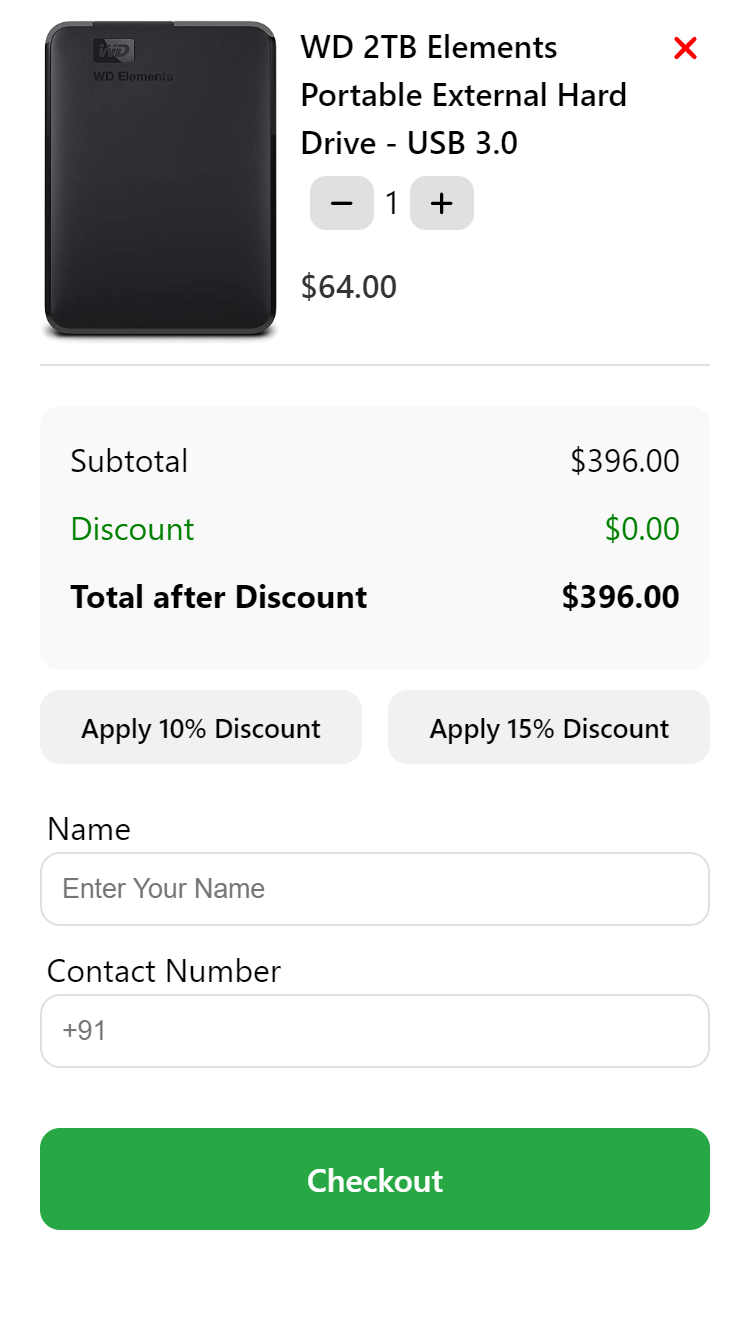 WD
WD Elements
WD 2TB Elements
Portable External Hard
Drive - USB 3.0
− 1 +
$64.00
Subtotal $396.00
Discount $0.00
Total after Discount $396.00
Apply 10% Discount Apply 15% Discount
Name
Enter Your Name
Contact Number
+91
Checkout